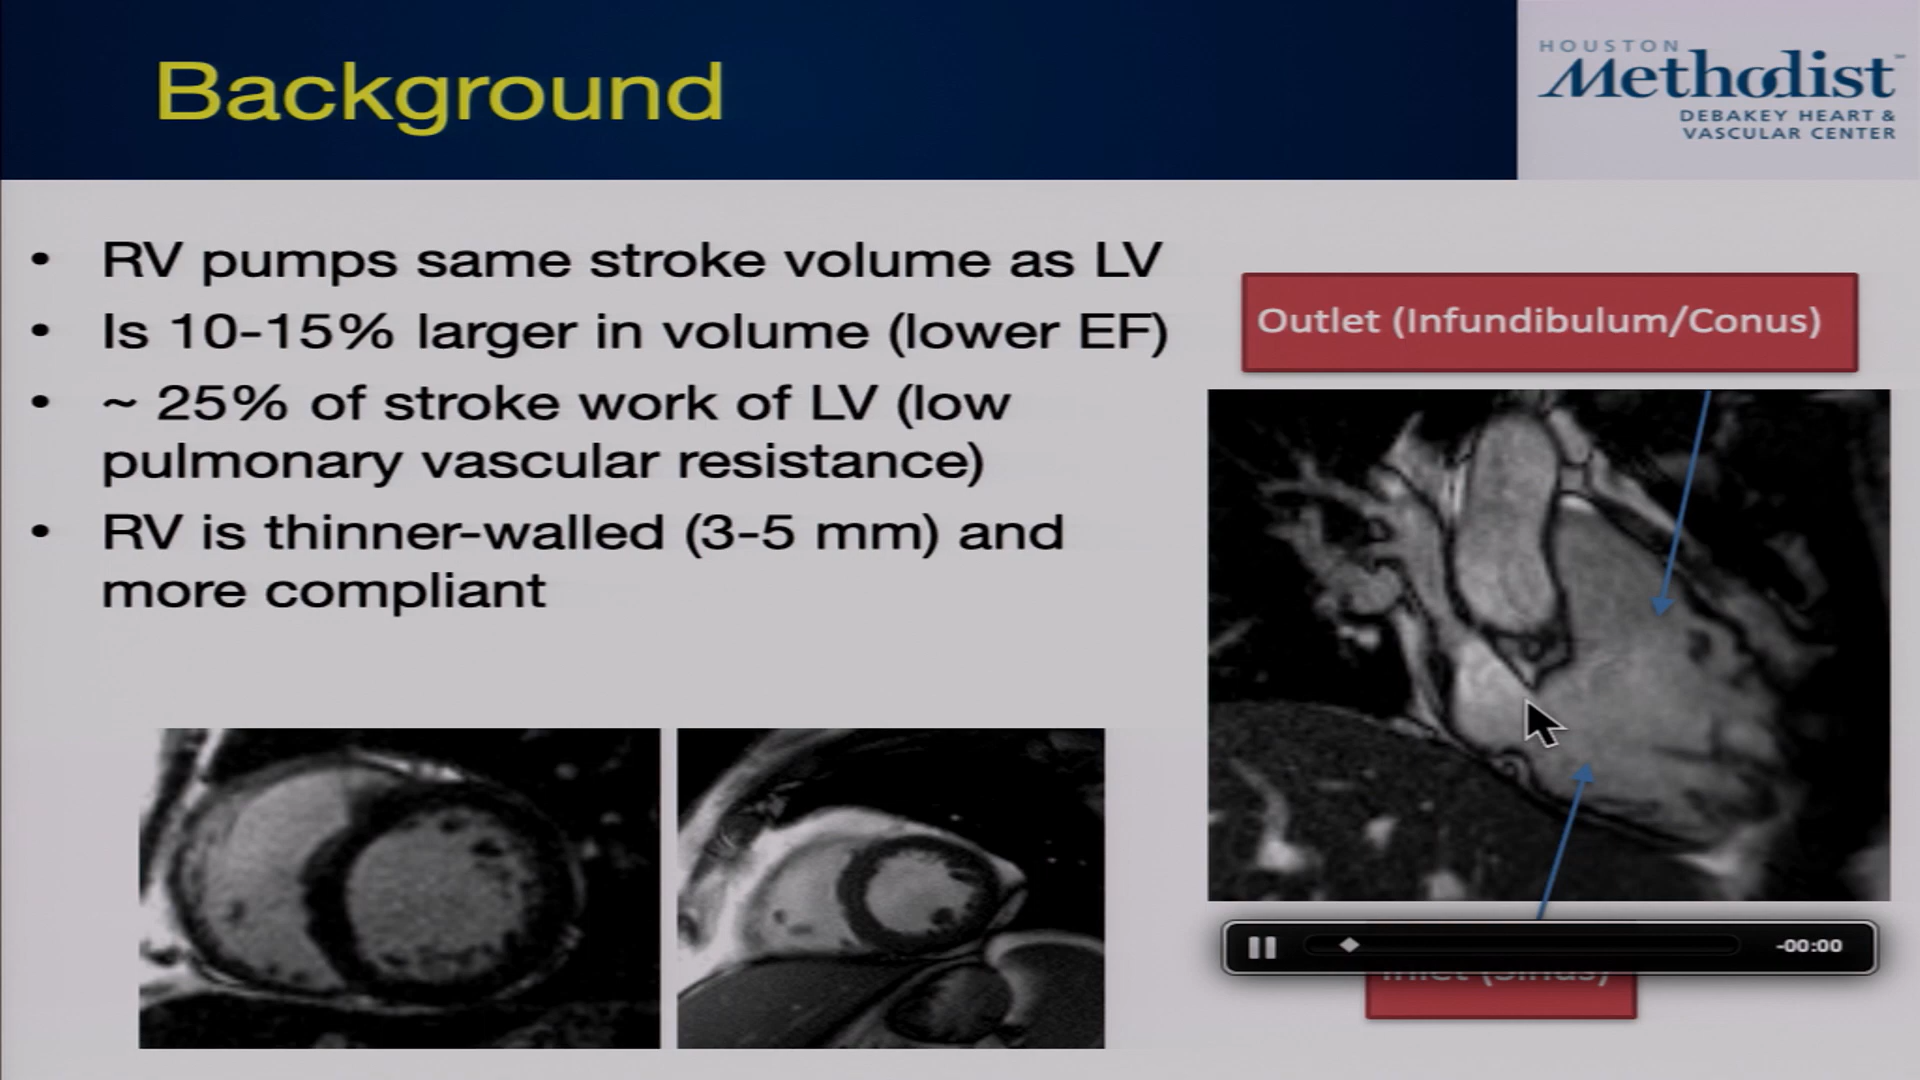 Background
HOUSTON
Methodist
DEBAKEY HEART &
VASCULAR CENTER
• RV pumps same stroke volume as LV
• Is 10-15% larger in volume (lower EF)
• ~ 25% of stroke work of LV (low
pulmonary vascular resistance)
• RV is thinner-walled (3-5 mm) and
more compliant
Outlet (Infundibulum/Conus)
-00:00
Inlet (Sinus)